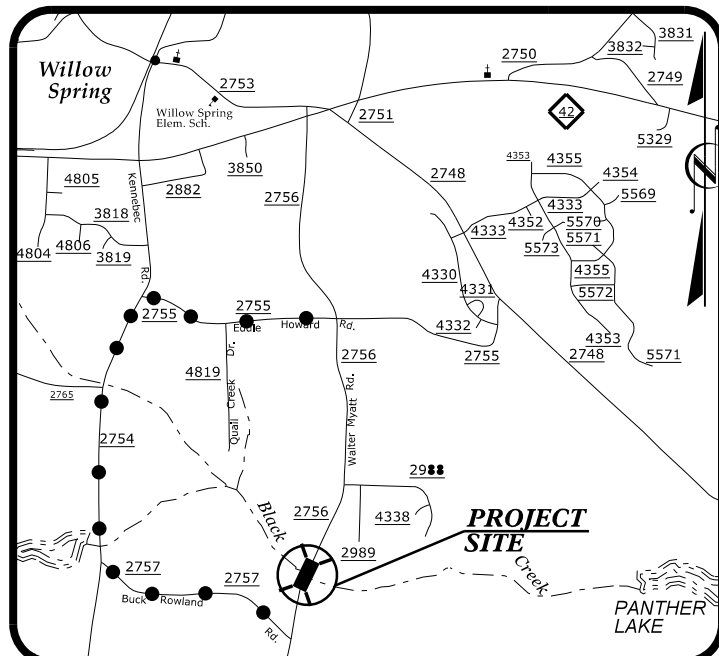 Willow
Spring
2753
Willow Spring
Elem. Sch.
2750
3832
3831
2749
42
5329
2751
2748
4805
Kennebec
Rd.
2882
3850
2756
3818
4806
4804
3819
4353
4355
4354
5569
4333
4352
4333
5570
5573
5571
4355
5572
4353
5571
2748
4330
4331
4332
2755
2755
2755
Eddie Howard Rd.
2756
4819
Quail Creek Dr.
Walter Myatt Rd.
2765
2754
2756
4338
2989
Black
Creek
PROJECT
SITE
2757
2757
Buck Rowland
Rd.
PANTHER
LAKE
N